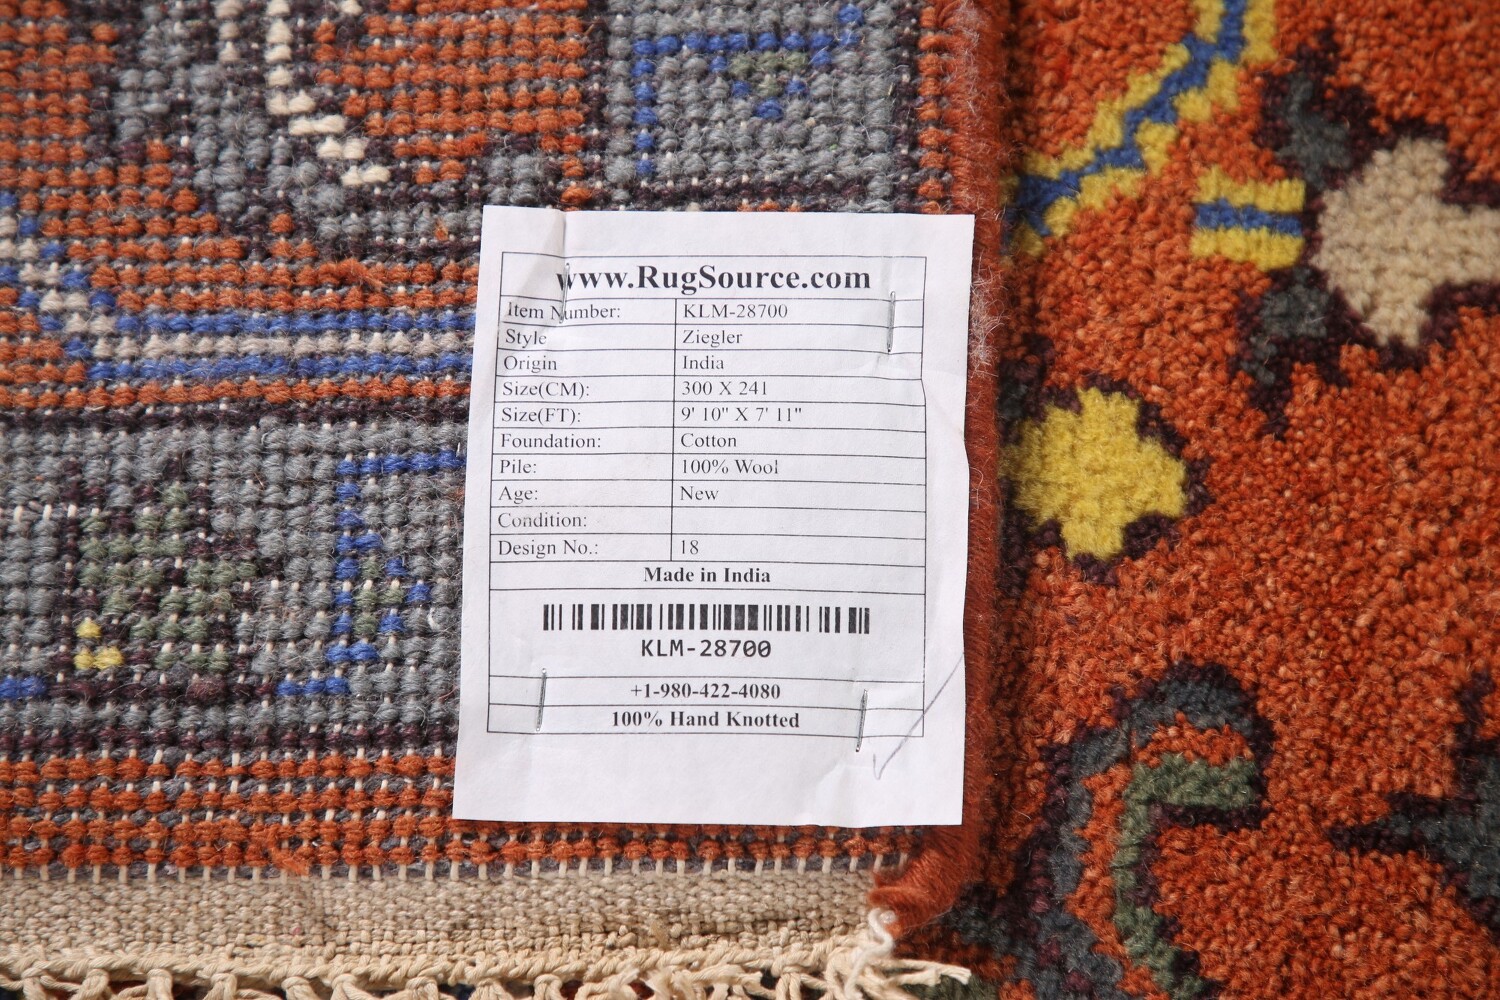 www.RugSource.com
Item Number: KLM-28700
Style Ziegler
Origin India
Size(CM): 300 X 241
Size(FT): 9' 10" X 7' 11"
Foundation: Cotton
Pile: 100% Wool
Age: New
Condition:
Design No.: 18
Made in India
KLM-28700
+1-980-422-4080
100% Hand Knotted